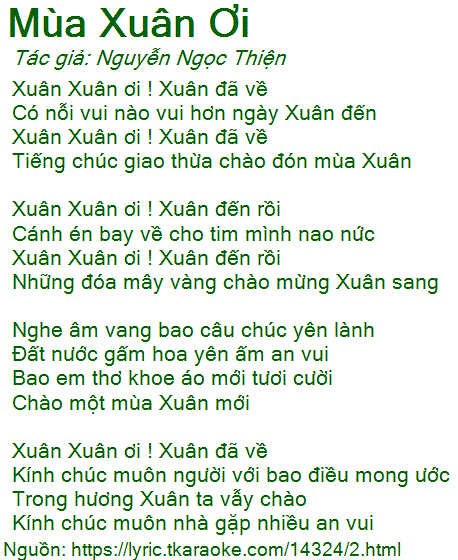 Mùa Xuân Ơi
Tác giả: Nguyễn Ngọc Thiện
Xuân Xuân ơi ! Xuân đã về
Có nỗi vui nào vui hơn ngày Xuân đến
Xuân Xuân ơi ! Xuân đã về
Tiếng chúc giao thừa chào đón mùa Xuân
Xuân Xuân ơi ! Xuân đến rồi
Cánh én bay về cho tim mình nao nức
Xuân Xuân ơi ! Xuân đến rồi
Những đóa mây vàng chào mừng Xuân sang
Nghe âm vang bao câu chúc yên lành
Đất nước gấm hoa yên ấm an vui
Bao em thơ khoe áo mới tươi cười
Chào một mùa Xuân mới
Xuân Xuân ơi ! Xuân đã về
Kính chúc muôn người với bao điều mong ước
Trong hương Xuân ta vẫy chào
Kính chúc muôn nhà gặp nhiều an vui
Nguồn: https://lyric.tkaraoke.com/14324/2.html